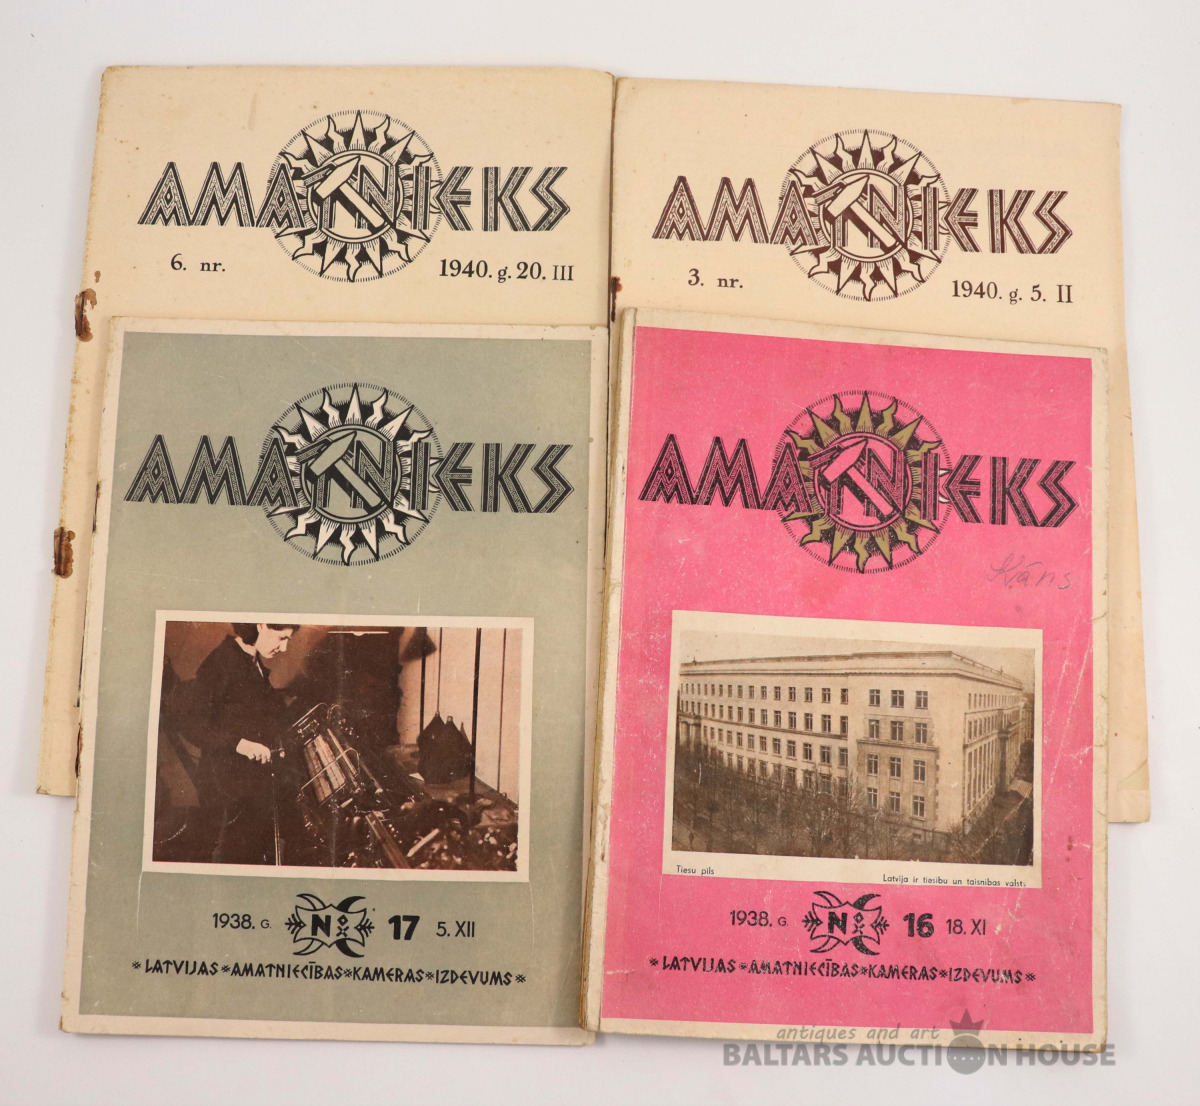 AMATNIEKS
6. nr.
1940. g. 20. III
AMATNIEKS
3. nr.
1940. g. 5. II
AMATNIEKS
1938. G. № 17 5. XII
*LATVIJAS*AMATNIECĪBAS*KAMERAS*IZDEVUMS*
AMATNIEKS
Kāns
Tiesu pils
Latvija ir tiesību un taisnības valsts
1938. G. № 16 18. XI
*LATVIJAS*AMATNIECĪBAS*KAMERAS*IZDEVUMS*
antiques and art
BALTARS AUCTION HOUSE